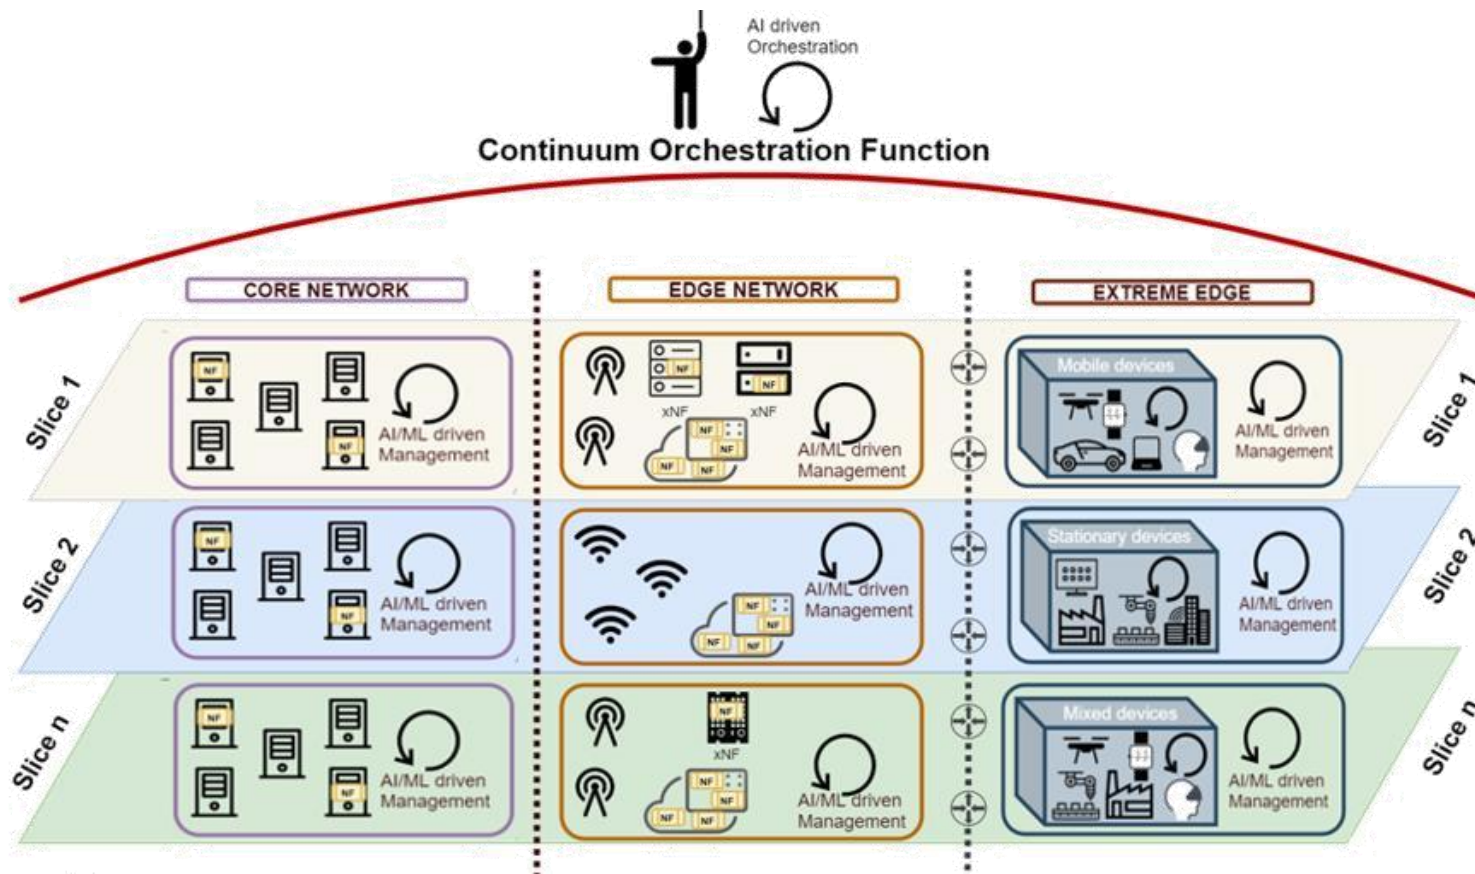 AI driven
Orchestration
Continuum Orchestration Function
CORE NETWORK
EDGE NETWORK
EXTREME EDGE
Slice 1
NF
NF
AI/ML driven
Management
NF
NF
xNF
xNF
NF
NF
NF
NF
AI/ML driven
Management
Mobile devices
AI/ML driven
Management
Slice 1
Slice 2
NF
NF
AI/ML driven
Management
NF
NF
NF
NF
AI/ML driven
Management
Stationary devices
AI/ML driven
Management
Slice 2
Slice n
NF
NF
AI/ML driven
Management
NF
xNF
NF
NF
NF
NF
AI/ML driven
Management
Mixed devices
AI/ML driven
Management
Slice n